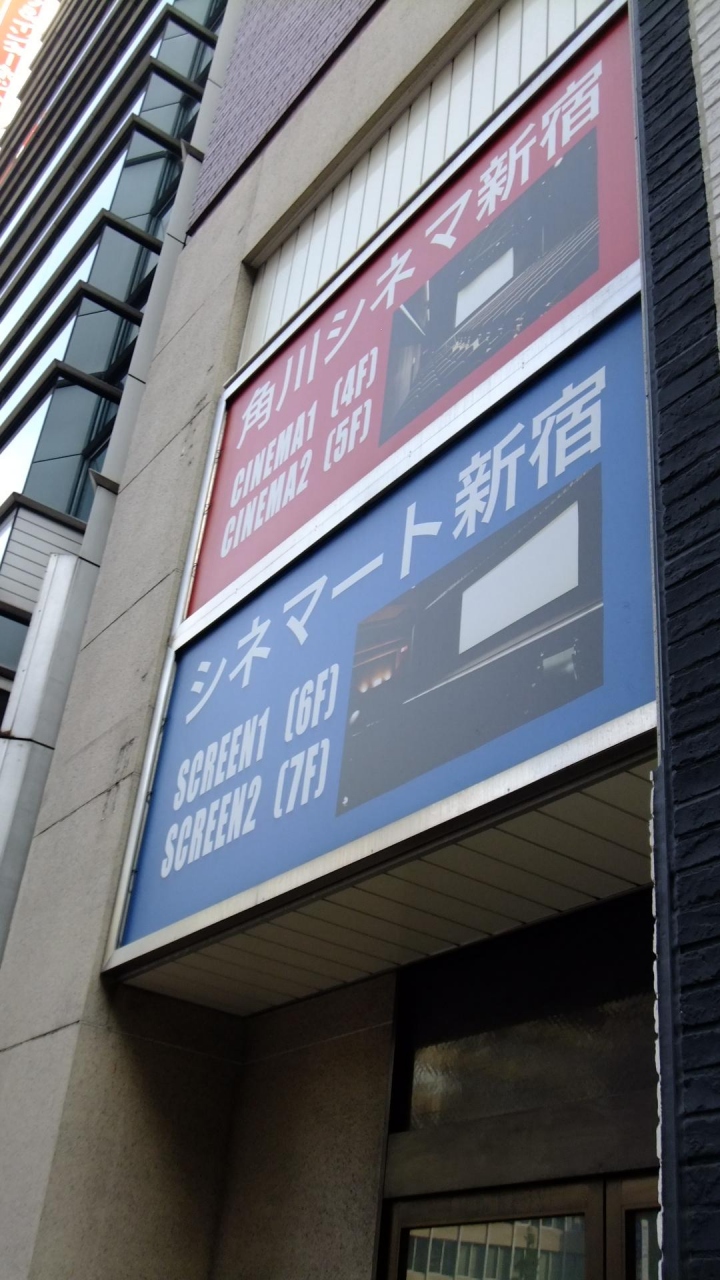 角川シネマ新宿
CINEMA1 (4F)
CINEMA2 (5F)
シネマート新宿
SCREEN1 (6F)
SCREEN2 (7F)